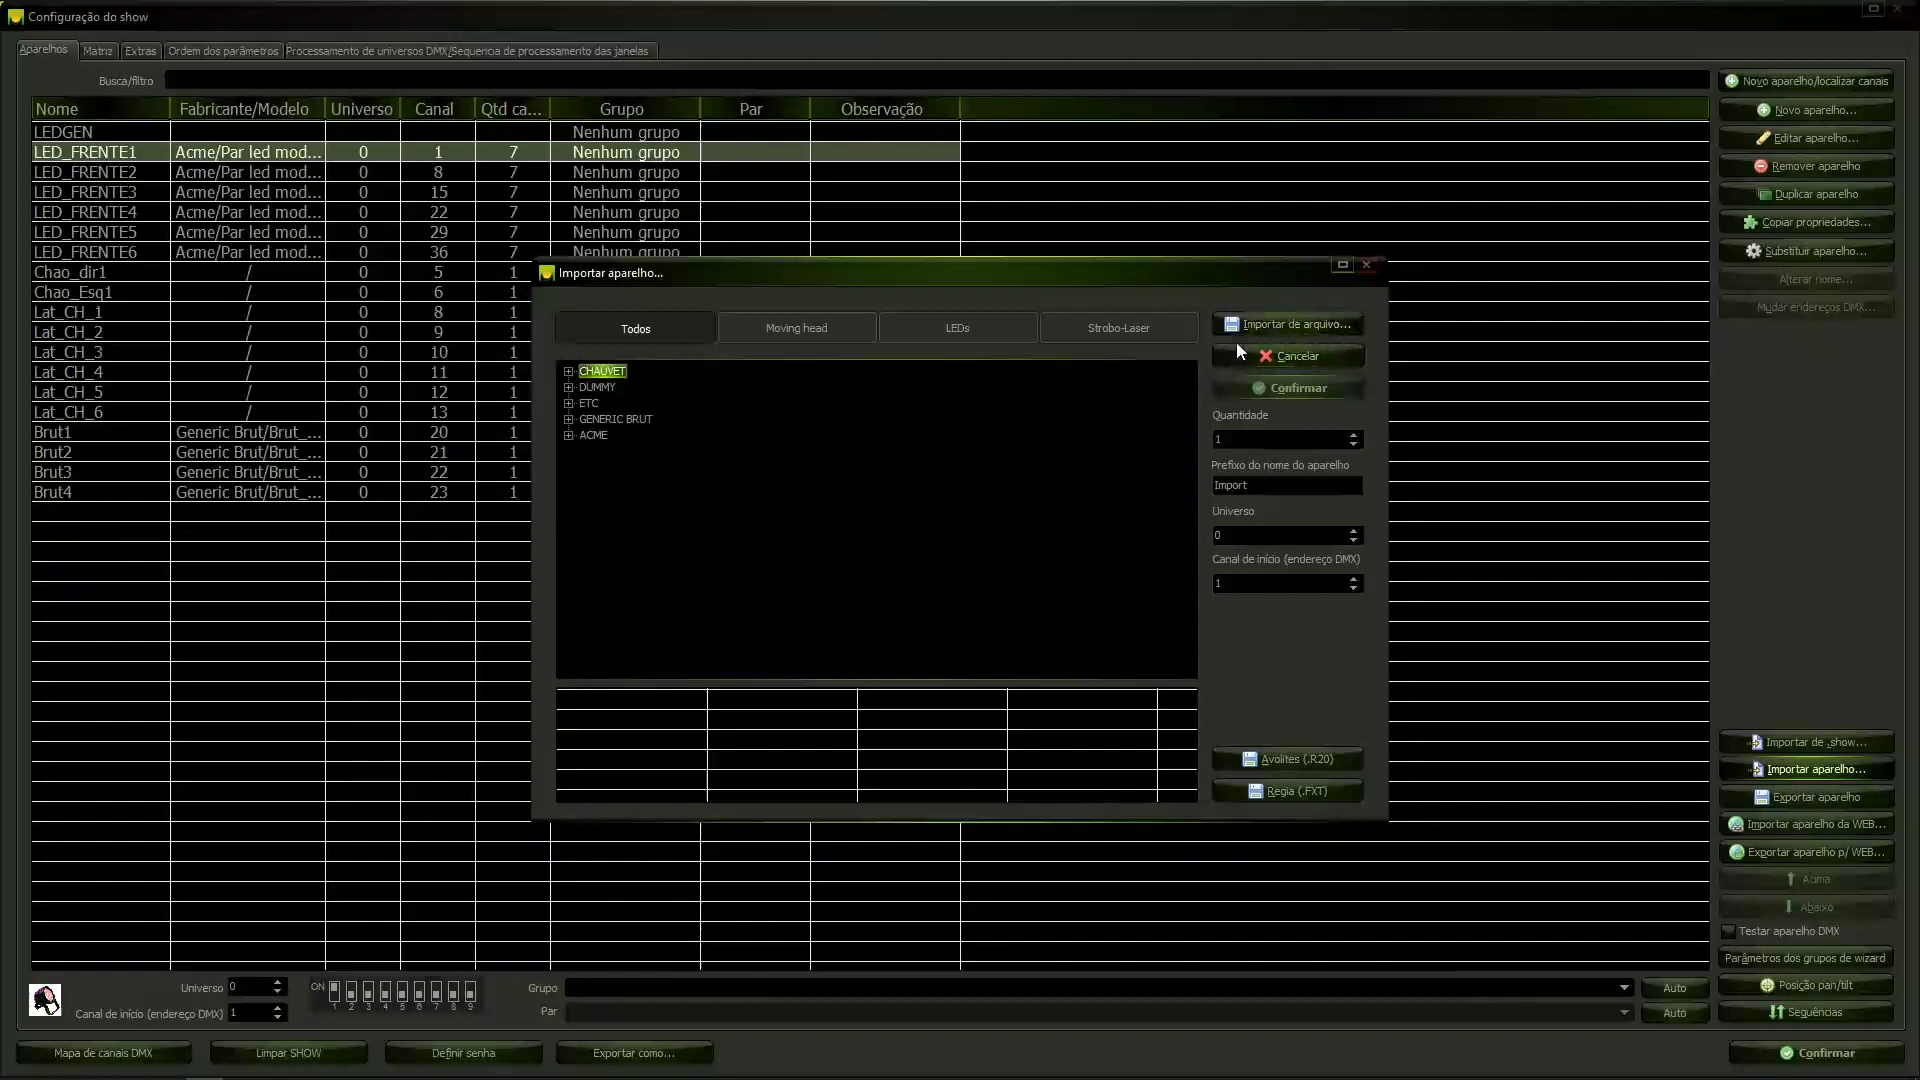 Configuração do show
Aparelhos Matriz Extras Ordem dos parâmetros Processamento de universos DMX/Sequencia de processamento das janelas
Busca/filtro
Nome Fabricante/Modelo Universo Canal Qtd ca... Grupo Par Observação
LEDGEN Nenhum grupo
LED_FRENTE1 Acme/Par led mod... 0 1 7 Nenhum grupo
LED_FRENTE2 Acme/Par led mod... 0 8 7 Nenhum grupo
LED_FRENTE3 Acme/Par led mod... 0 15 7 Nenhum grupo
LED_FRENTE4 Acme/Par led mod... 0 22 7 Nenhum grupo
LED_FRENTE5 Acme/Par led mod... 0 29 7 Nenhum grupo
LED_FRENTE6 Acme/Par led mod... 0 36 7 Nenhum grupo
Chao_dir1 / 0 5 1
Chao_Esq1 / 0 6 1
Lat_CH_1 / 0 8 1
Lat_CH_2 / 0 9 1
Lat_CH_3 / 0 10 1
Lat_CH_4 / 0 11 1
Lat_CH_5 / 0 12 1
Lat_CH_6 / 0 13 1
Brut1 Generic Brut/Brut_... 0 20 1
Brut2 Generic Brut/Brut_... 0 21 1
Brut3 Generic Brut/Brut_... 0 22 1
Brut4 Generic Brut/Brut_... 0 23 1
Importar aparelho...
Todos Moving head LEDs Strobo-Laser
CHAUVET
DUMMY
ETC
GENERIC BRUT
ACME
Importar de arquivo...
Cancelar
Confirmar
Quantidade
1
Prefixo do nome do aparelho
Import
Universo
0
Canal de início (endereço DMX)
1
Avolites (.R20)
Regia (.FXT)
Novo aparelho/localizar canais
Novo aparelho...
Editar aparelho...
Remover aparelho
Duplicar aparelho
Copiar propriedades...
Substituir aparelho...
Alterar nome...
Mudar endereços DMX...
Importar de .show...
Importar aparelho...
Exportar aparelho
Importar aparelho da WEB...
Exportar aparelho p/ WEB...
Acima
Abaixo
Testar aparelho DMX
Parâmetros dos grupos de wizard
Posição pan/tilt
Sequências
Universo 0
Canal de início (endereço DMX) 1
ON
1 2 3 4 5 6 7 8 9
Grupo Auto
Par Auto
Mapa de canais DMX Limpar SHOW Definir senha Exportar como... Confirmar